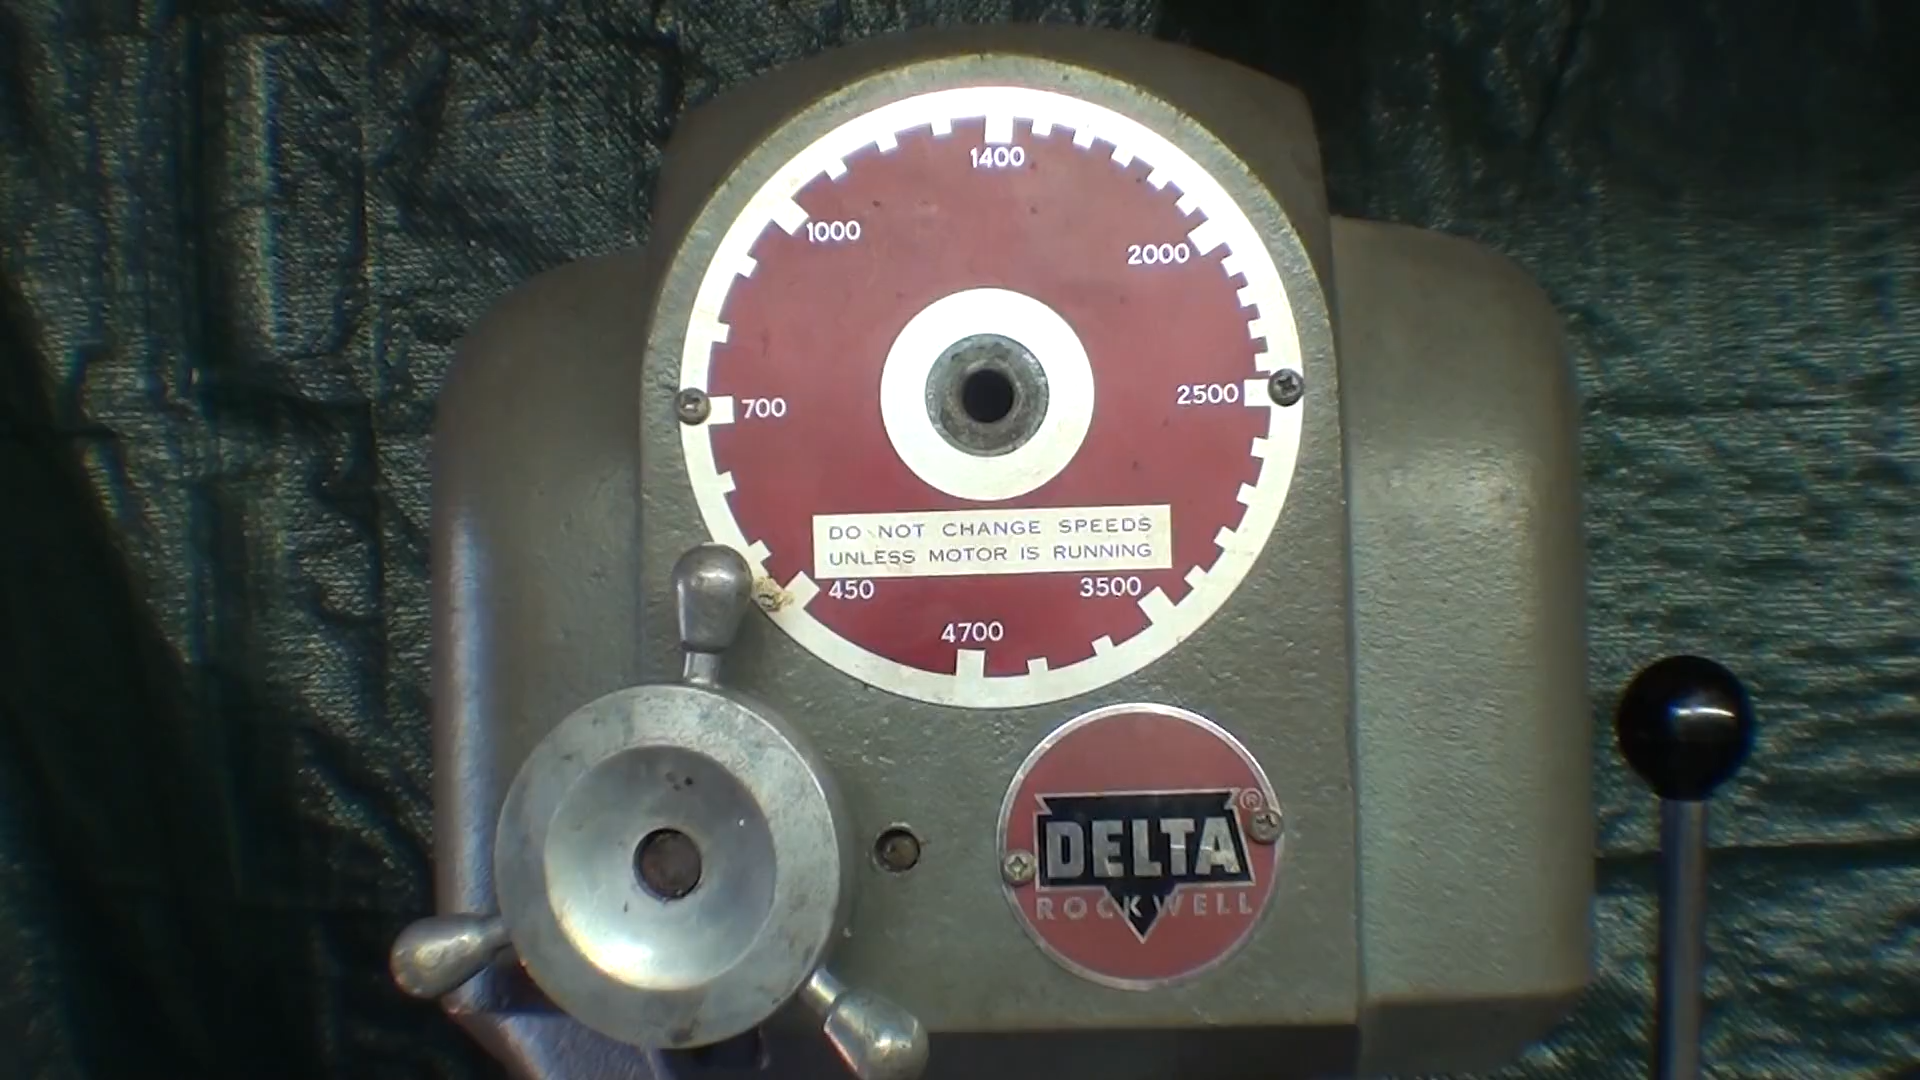 1400
1000
2000
700
2500
DO NOT CHANGE SPEEDS
UNLESS MOTOR IS RUNNING
450
3500
4700
®
DELTA
ROCKWELL